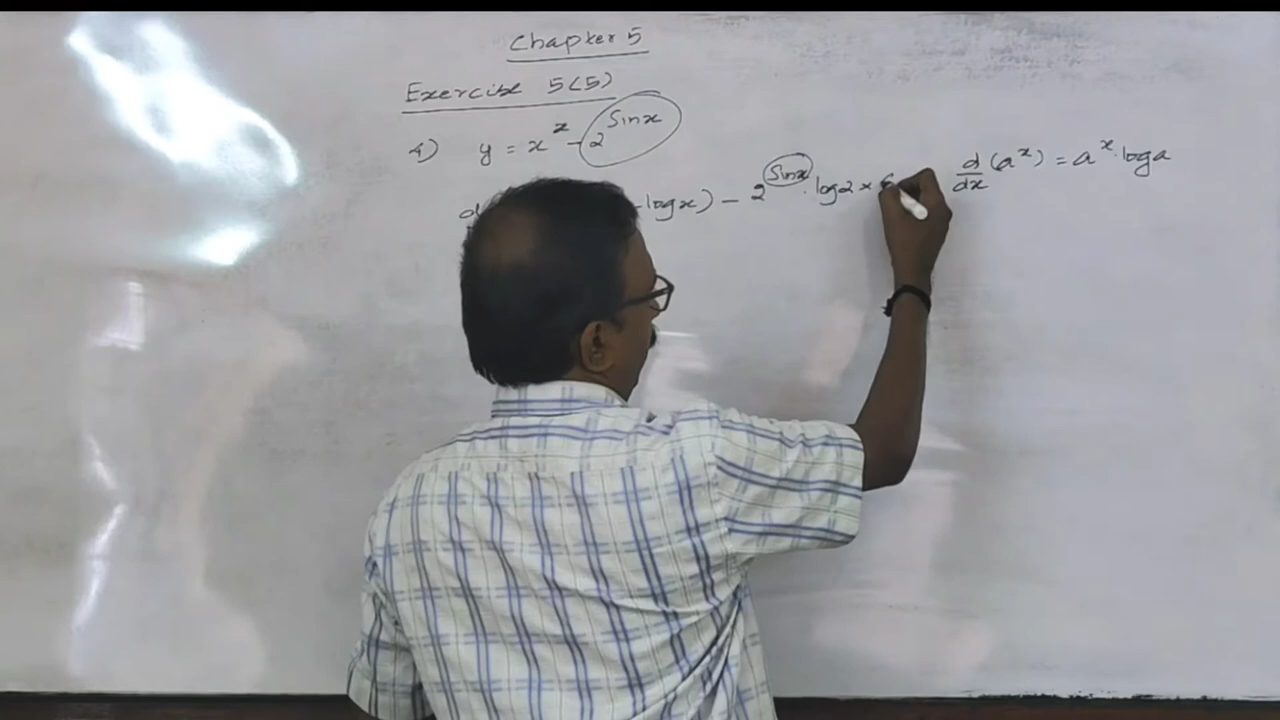 Chapter 5
Exercise 5(5)
4) y = x^x - 2^sinx
d - logx) - 2^sinx . log2 ×
d/dx (a^x) = a^x . loga